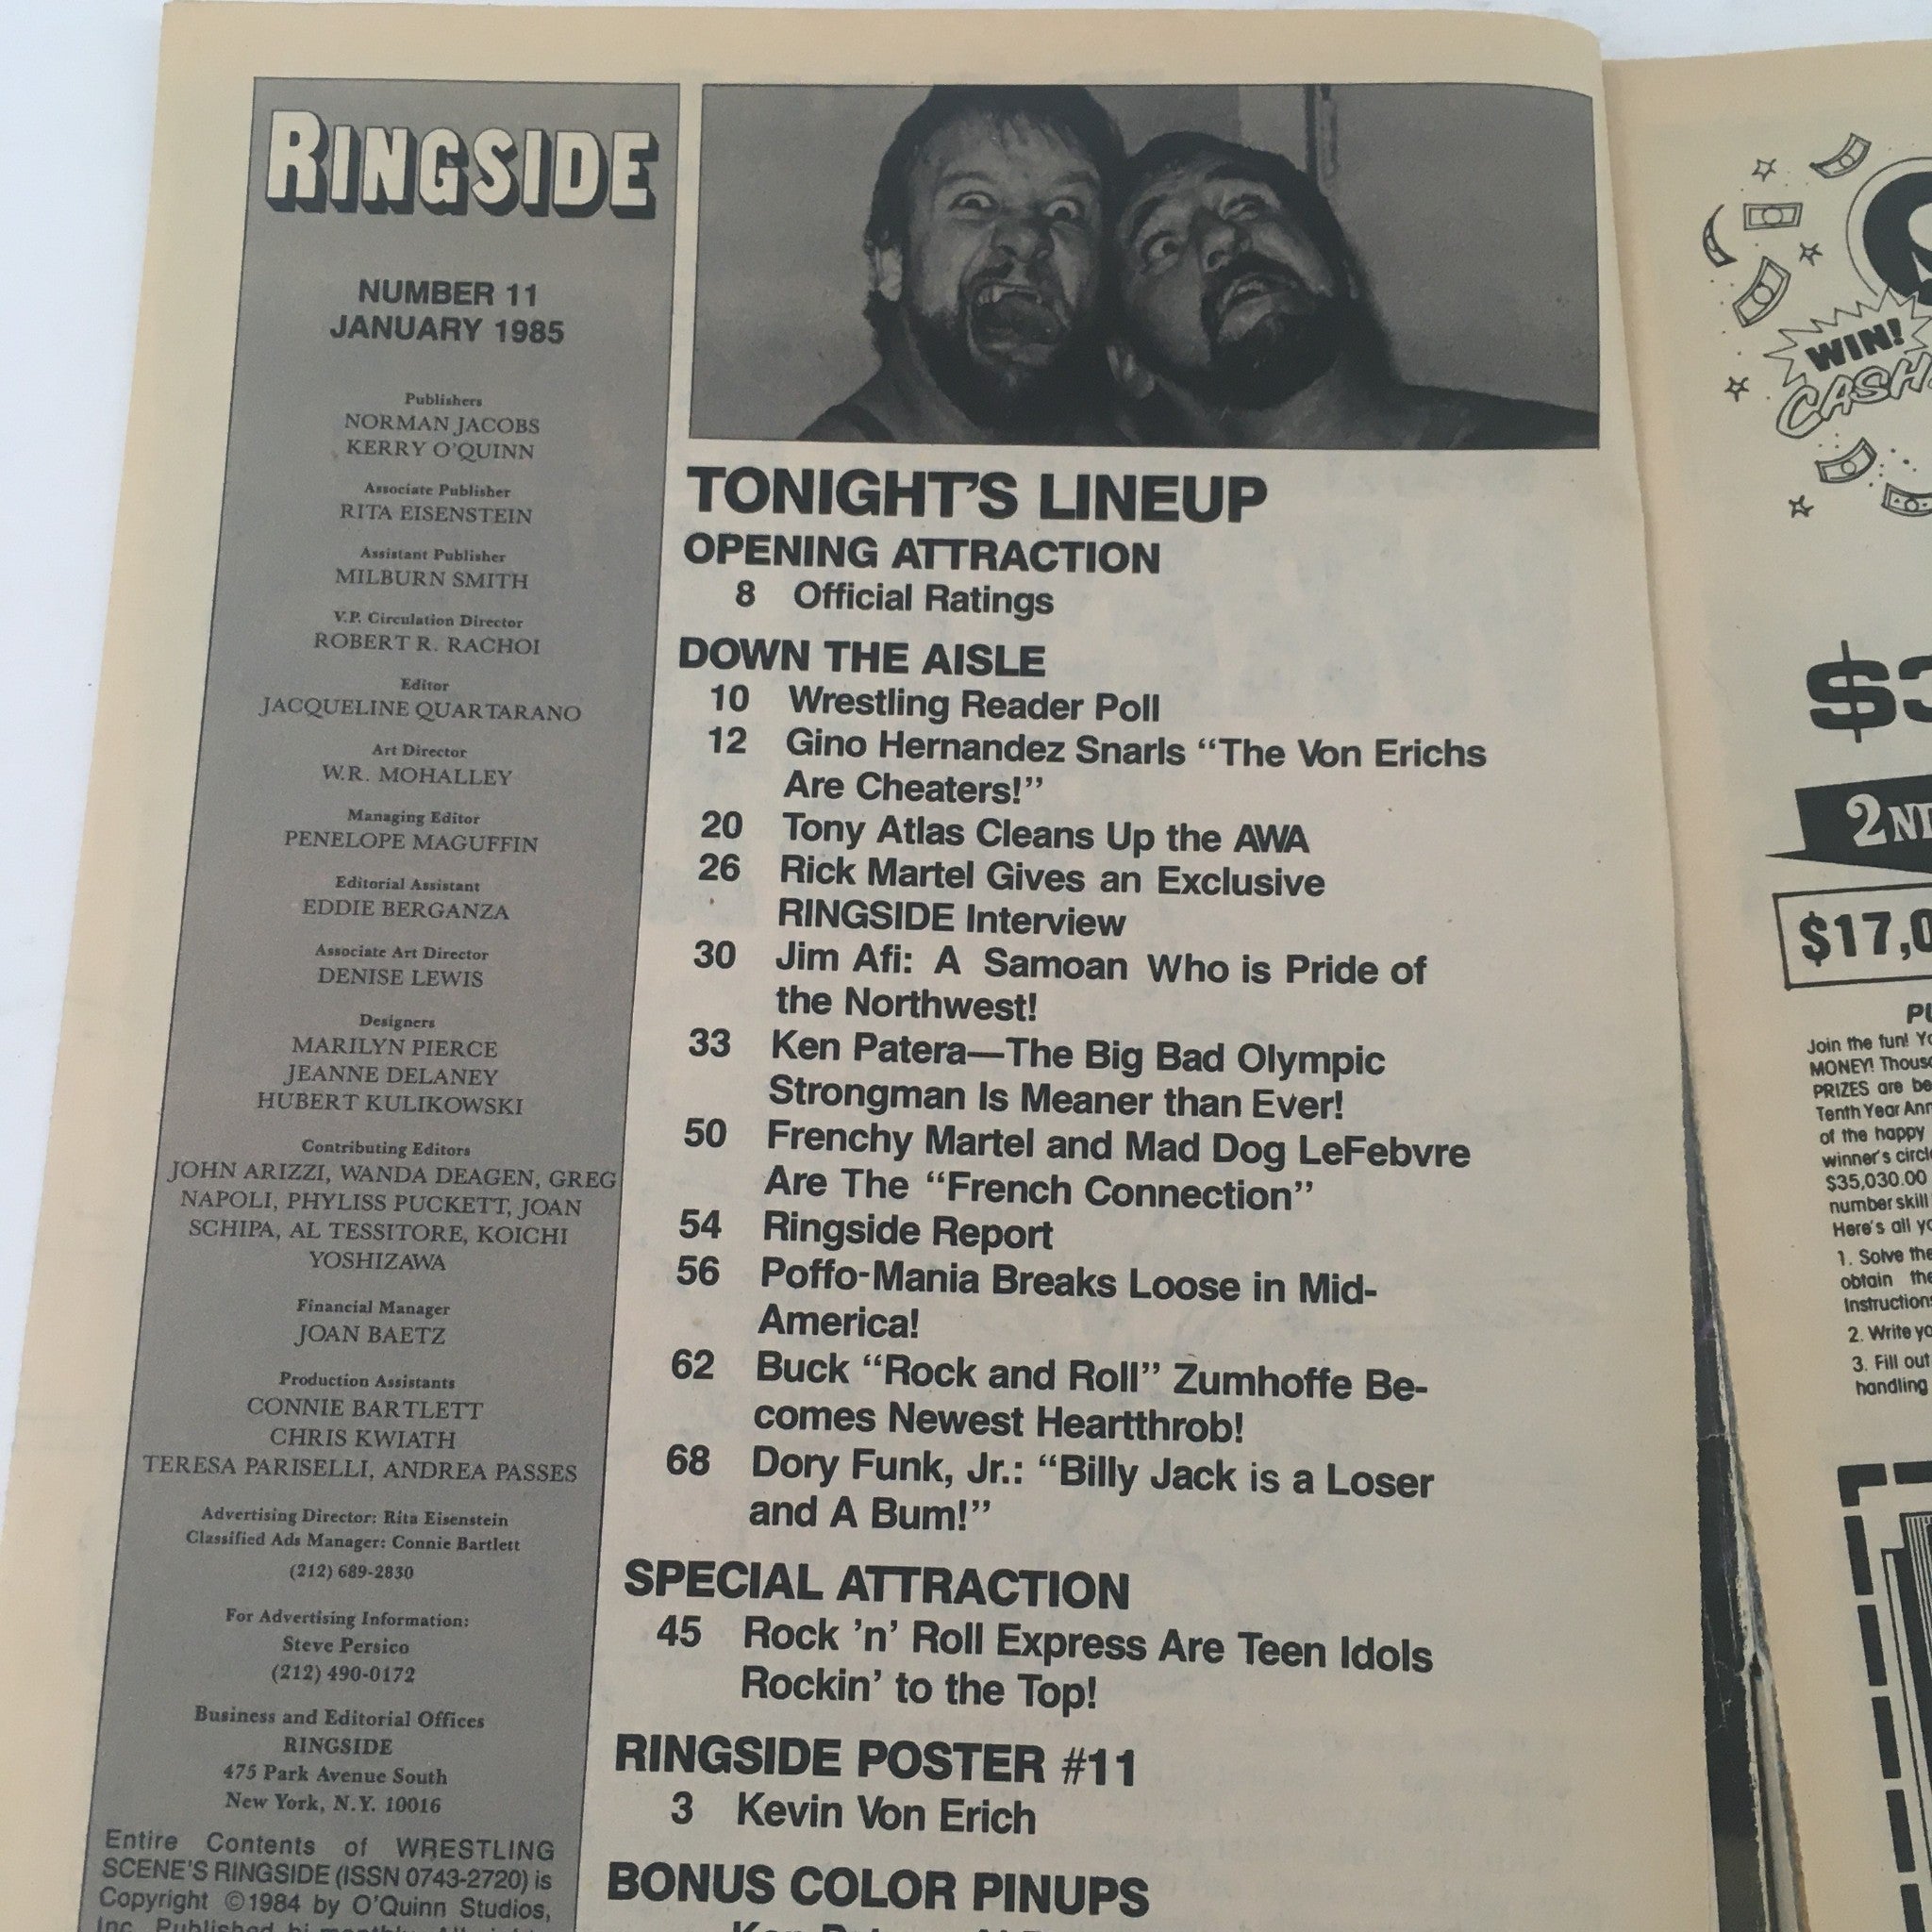 RINGSIDE
NUMBER 11
JANUARY 1985
Publishers
NORMAN JACOBS
KERRY O'QUINN
Associate Publisher
RITA EISENSTEIN
Assistant Publisher
MILBURN SMITH
V.P. Circulation Director
ROBERT R. RACHOI
Editor
JACQUELINE QUARTARANO
Art Director
W.R. MOHALLEY
Managing Editor
PENELOPE MAGUFFIN
Editorial Assistant
EDDIE BERGANZA
Associate Art Director
DENISE LEWIS
Designers
MARILYN PIERCE
JEANNE DELANEY
HUBERT KULIKOWSKI
Contributing Editors
JOHN ARIZZI, WANDA DEAGEN, GREG
NAPOLI, PHYLISS PUCKETT, JOAN
SCHIPA, AL TESSITORE, KOICHI
YOSHIZAWA
Financial Manager
JOAN BAETZ
Production Assistants
CONNIE BARTLETT
CHRIS KWIATH
TERESA PARISELLI, ANDREA PASSES
Advertising Director: Rita Eisenstein
Classified Ads Manager: Connie Bartlett
(212) 689-2830
For Advertising Information:
Steve Persico
(212) 490-0172
Business and Editorial Offices
RINGSIDE
475 Park Avenue South
New York, N.Y. 10016
Entire Contents of WRESTLING
SCENE'S RINGSIDE (ISSN 0743-2720) is
Copyright ©1984 by O'Quinn Studios,
Inc. Published bi-monthly. All
TONIGHT'S LINEUP
OPENING ATTRACTION
8 Official Ratings
DOWN THE AISLE
10 Wrestling Reader Poll
12 Gino Hernandez Snarls “The Von Erichs
Are Cheaters!”
20 Tony Atlas Cleans Up the AWA
26 Rick Martel Gives an Exclusive
RINGSIDE Interview
30 Jim Afi: A Samoan Who is Pride of
the Northwest!
33 Ken Patera—The Big Bad Olympic
Strongman Is Meaner than Ever!
50 Frenchy Martel and Mad Dog LeFebvre
Are The “French Connection”
54 Ringside Report
56 Poffo-Mania Breaks Loose in Mid-
America!
62 Buck “Rock and Roll” Zumhoffe Be-
comes Newest Heartthrob!
68 Dory Funk, Jr.: “Billy Jack is a Loser
and A Bum!”
SPECIAL ATTRACTION
45 Rock 'n' Roll Express Are Teen Idols
Rockin' to the Top!
RINGSIDE POSTER #11
3 Kevin Von Erich
BONUS COLOR PINUPS
WIN!
CASH
$3
2ND
$17,0
Join the fun!
MONEY!
PRIZES are
Tenth Year
of the happy
winner's
$35,030.00
number skill
Here's all
1. Solve the
obtain the
Instructions
2. Write
3. Fill out
handling